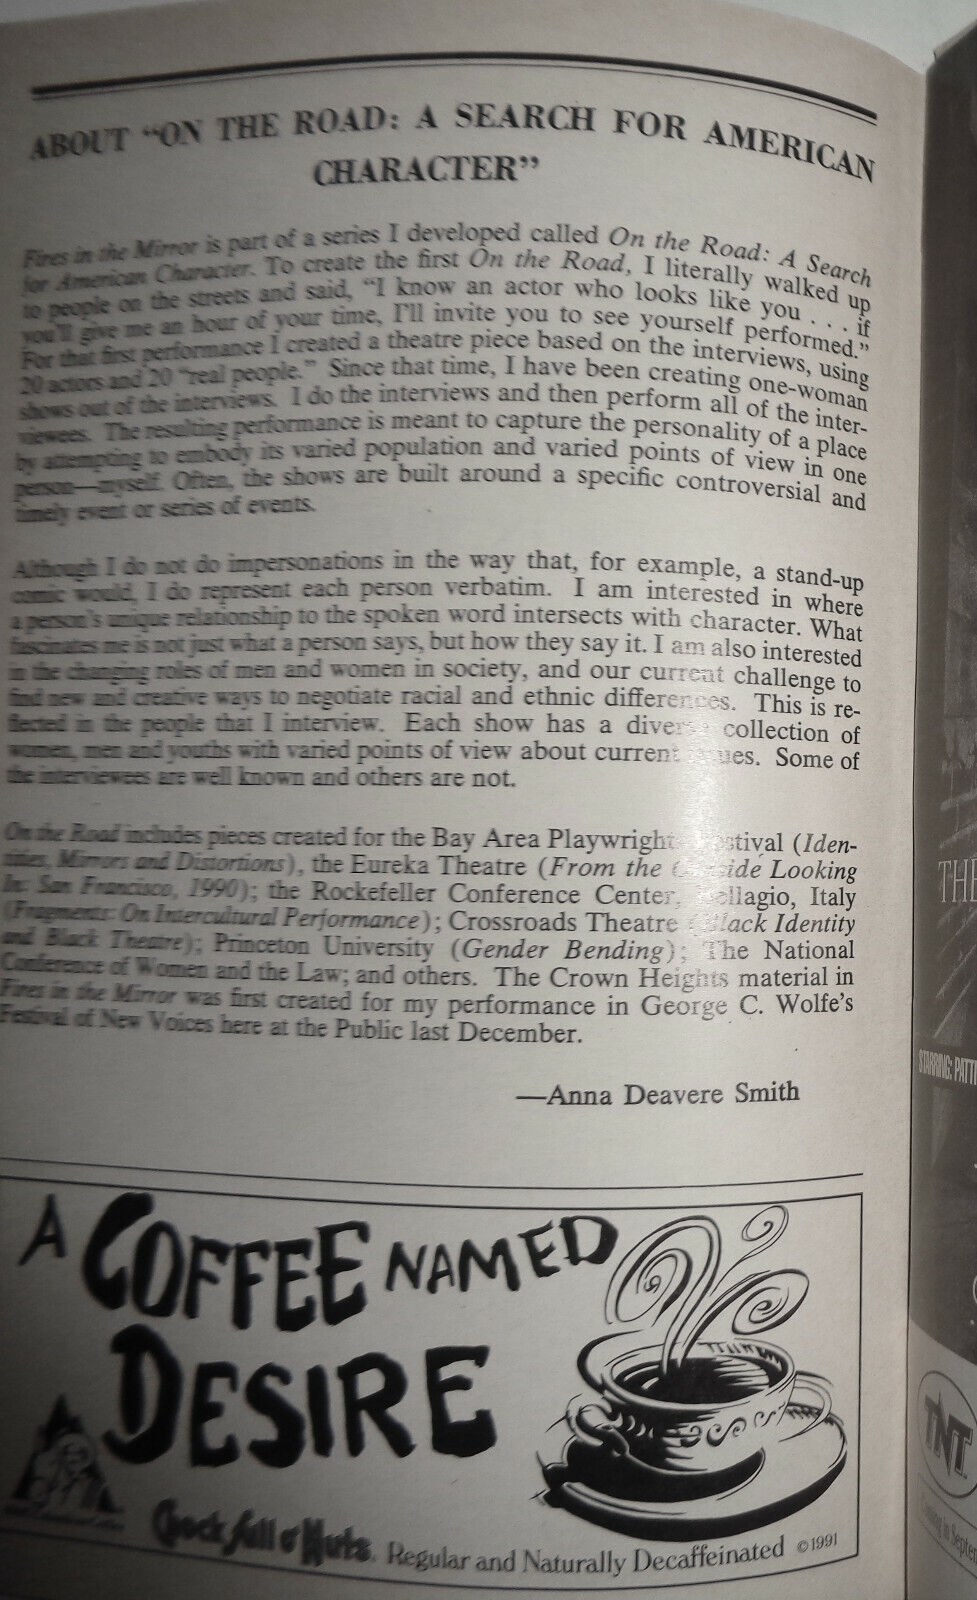 ABOUT "ON THE ROAD: A SEARCH FOR AMERICAN
CHARACTER"
Fires in the Mirror is part of a series I developed called On the Road: A Search
for American Character. To create the first On the Road, I literally walked up
to people on the streets and said, "I know an actor who looks like you . . . if
you'll give me an hour of your time, I'll invite you to see yourself performed."
For that first performance I created a theatre piece based on the interviews, using
20 actors and 20 "real people." Since that time, I have been creating one-woman
shows out of the interviews. I do the interviews and then perform all of the inter-
viewees. The resulting performance is meant to capture the personality of a place
by attempting to embody its varied population and varied points of view in one
person—myself. Often, the shows are built around a specific controversial and
timely event or series of events.
Although I do not do impersonations in the way that, for example, a stand-up
comic would, I do represent each person verbatim. I am interested in where
a person's unique relationship to the spoken word intersects with character. What
fascinates me is not just what a person says, but how they say it. I am also interested
in the changing roles of men and women in society, and our current challenge to
find new and creative ways to negotiate racial and ethnic differences. This is re-
flected in the people that I interview. Each show has a diverse collection of
women, men and youths with varied points of view about current issues. Some of
the interviewees are well known and others are not.
On the Road includes pieces created for the Bay Area Playwrights Festival (Iden-
tities, Mirrors and Distortions), the Eureka Theatre (From the Outside Looking
In: San Francisco, 1990); the Rockefeller Conference Center, Bellagio, Italy
(Fragments: On Intercultural Performance); Crossroads Theatre (Black Identity
and Black Theatre); Princeton University (Gender Bending); The National
Conference of Women and the Law; and others. The Crown Heights material in
Fires in the Mirror was first created for my performance in George C. Wolfe's
Festival of New Voices here at the Public last December.
—Anna Deavere Smith
A COFFEE NAMED
DESIRE
Chock full o' Nuts. Regular and Naturally Decaffeinated ©1991
THE
STARRING: PATTI
TNT
Coming in Septem